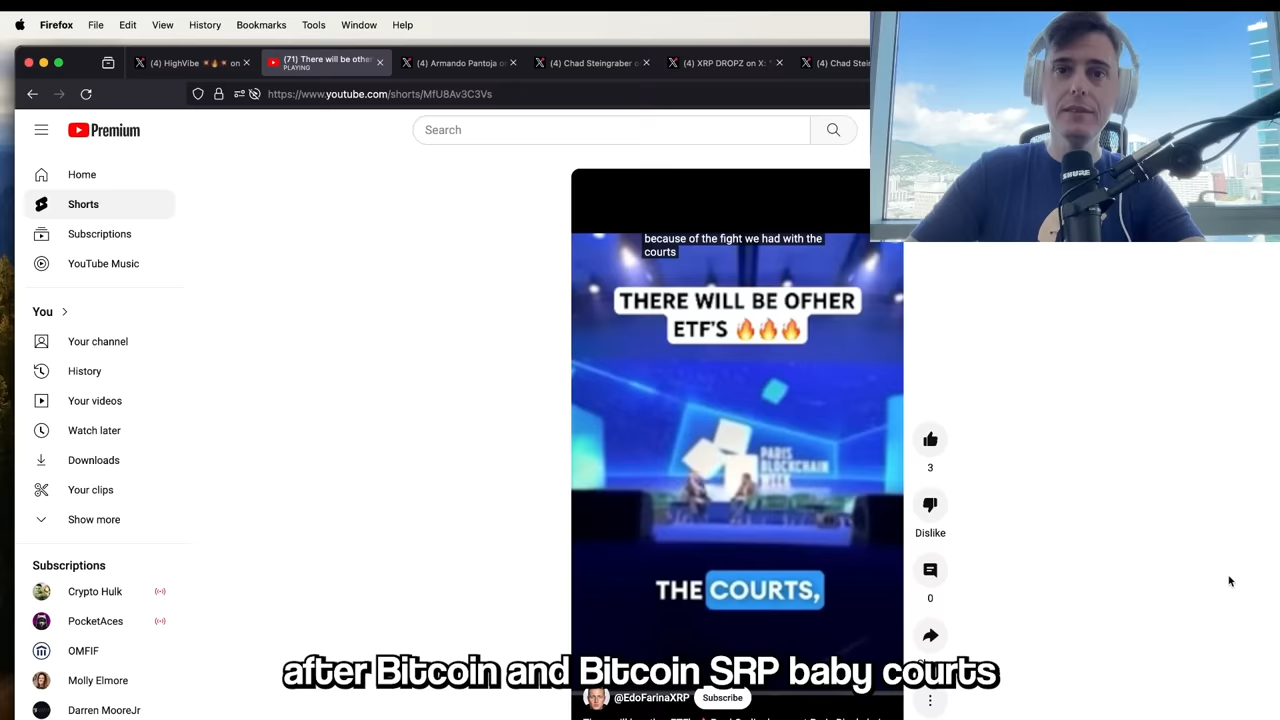 Firefox File Edit View History Bookmarks Tools Window Help
(4) HighVibe 💥🔥💥 on
(71) There will be othe
PLAYING
(4) Armando Pantoja on
(4) Chad Steingraber o
(4) XRP DROPZ on X: "
(4) Chad Stei
https://www.youtube.com/shorts/MfU8Av3C3Vs
Premium
Search
Home
Shorts
Subscriptions
YouTube Music
You
Your channel
History
Your videos
Watch later
Downloads
Your clips
Show more
Subscriptions
Crypto Hulk
PocketAces
OMFIF
Molly Elmore
Darren MooreJr
because of the fight we had with the
courts
THERE WILL BE OFHER
ETF'S 🔥🔥🔥
PARIS
BLOCKCHAIN
WEEK
THE COURTS,
3
Dislike
0
SHURE
after Bitcoin and Bitcoin SRP baby courts
@EdoFarinaXRP Subscribe